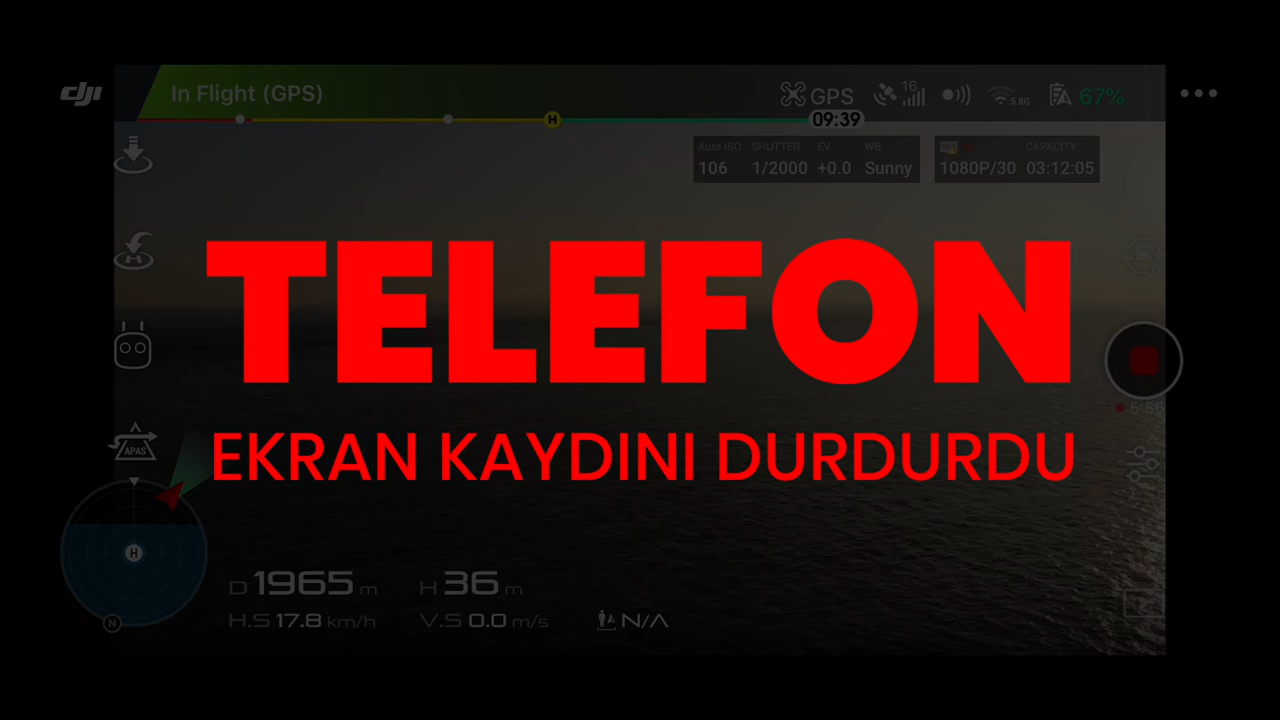 dji In Flight (GPS) GPS 16 5.8G 67%
H 09:39
Auto ISO SHUTTER EV WB CAPACITY
106 1/2000 +0.0 Sunny 1080P/30 03:12:05
TELEFON
5:56
EKRAN KAYDINI DURDURDU
APAS
H
D 1965 m H 36 m
N
H.S 17.8 km/h V.S 0.0 m/s N/A